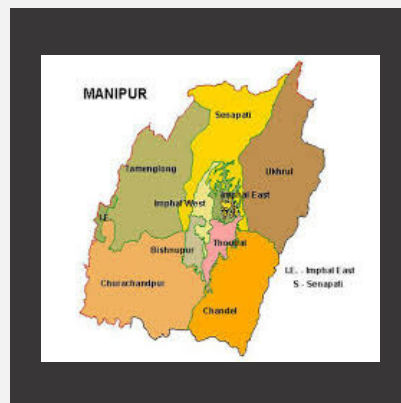 MANIPUR
Senapati
Tamenglong
Ukhrul
Imphal East
Imphal West
I.E.
Bishnupur
Thoubal
I.E. - Imphal East
S - Senapati
Churachandpur
Chandel